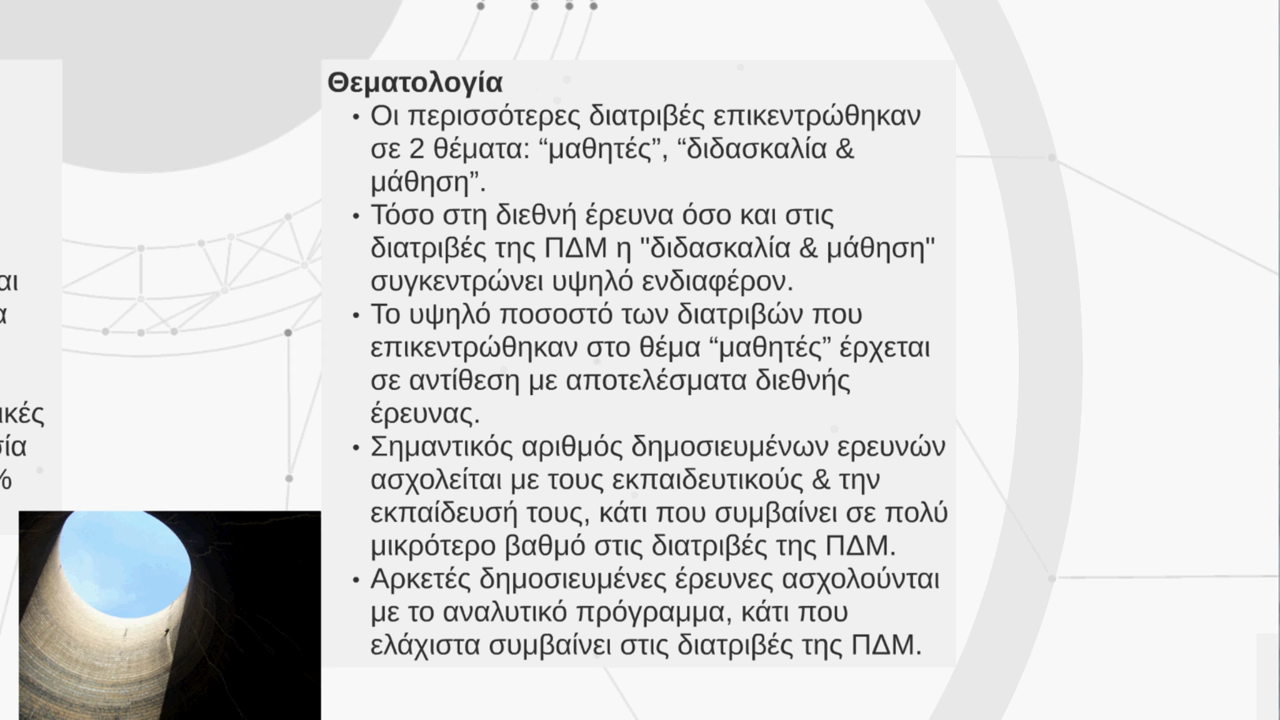 Θεματολογία
• Οι περισσότερες διατριβές επικεντρώθηκαν
σε 2 θέματα: “μαθητές”, “διδασκαλία &
μάθηση”.
• Τόσο στη διεθνή έρευνα όσο και στις
διατριβές της ΠΔΜ η "διδασκαλία & μάθηση"
συγκεντρώνει υψηλό ενδιαφέρον.
• Το υψηλό ποσοστό των διατριβών που
επικεντρώθηκαν στο θέμα “μαθητές” έρχεται
σε αντίθεση με αποτελέσματα διεθνής
έρευνας.
• Σημαντικός αριθμός δημοσιευμένων ερευνών
ασχολείται με τους εκπαιδευτικούς & την
εκπαίδευσή τους, κάτι που συμβαίνει σε πολύ
μικρότερο βαθμό στις διατριβές της ΠΔΜ.
• Αρκετές δημοσιευμένες έρευνες ασχολούνται
με το αναλυτικό πρόγραμμα, κάτι που
ελάχιστα συμβαίνει στις διατριβές της ΠΔΜ.